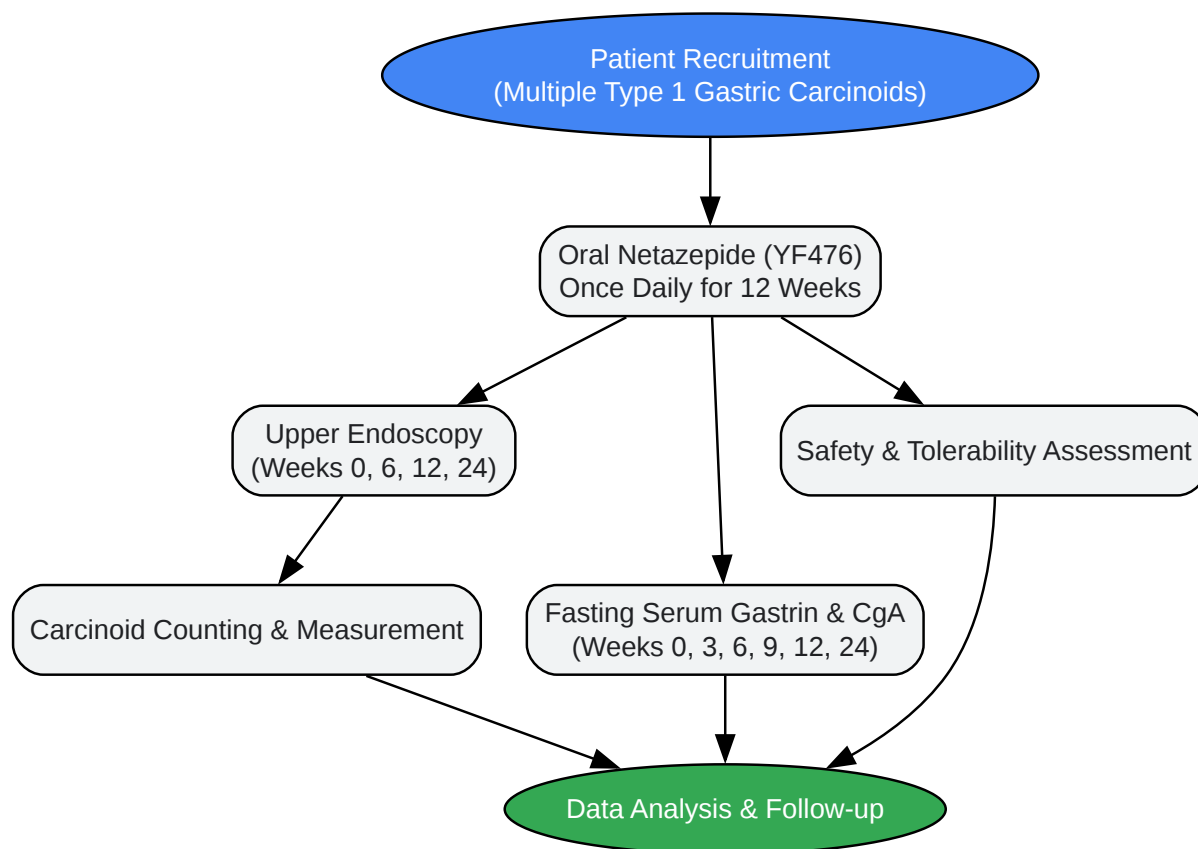 Patient Recruitment
(Multiple Type 1 Gastric Carcinoids)
Oral Netazepide (YF476)
Once Daily for 12 Weeks
Upper Endoscopy
(Weeks 0, 6, 12, 24)
Safety & Tolerability Assessment
Carcinoid Counting & Measurement
Fasting Serum Gastrin & CgA
(Weeks 0, 3, 6, 9, 12, 24)
Data Analysis & Follow-up